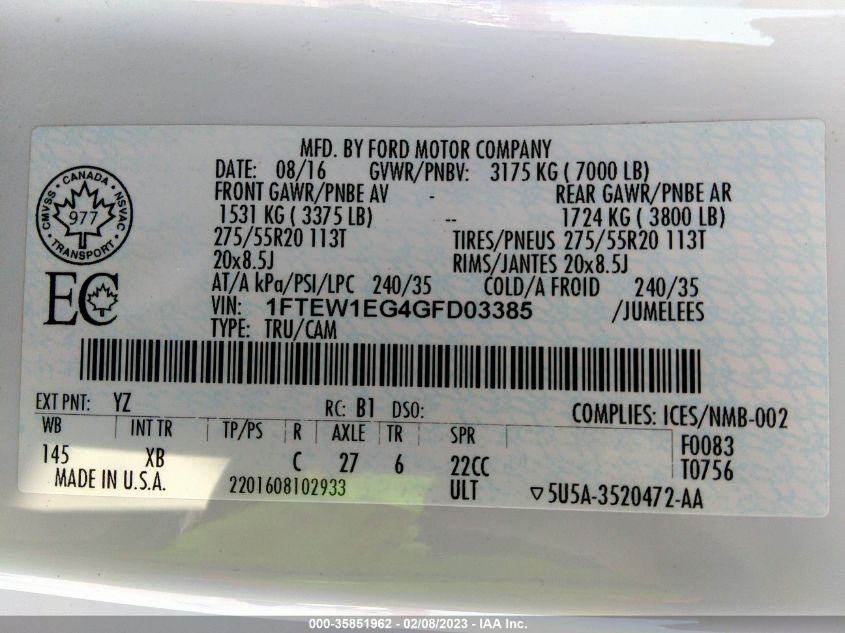 MFD. BY FORD MOTOR COMPANY
DATE: 08/16 GVWR/PNBV: 3175 KG ( 7000 LB)
FRONT GAWR/PNBE AV - REAR GAWR/PNBE AR
1531 KG ( 3375 LB) -- 1724 KG ( 3800 LB)
275/55R20 113T TIRES/PNEUS 275/55R20 113T
20x8.5J RIMS/JANTES 20x8.5J
AT/A kPa/PSI/LPC 240/35 COLD/A FROID 240/35
VIN: 1FTEW1EG4GFD03385 /JUMELEES
TYPE: TRU/CAM
CMVSS · CANADA · NSVAC
977
· TRANSPORT ·
EC
EXT PNT: YZ RC: B1 DSO: COMPLIES: ICES/NMB-002
WB INT TR TP/PS R AXLE TR SPR F0083
145 XB C 27 6 22CC T0756
MADE IN U.S.A. 2201608102933 ULT ▽5U5A-3520472-AA
000-35851962 - 02/08/2023 - IAA Inc.